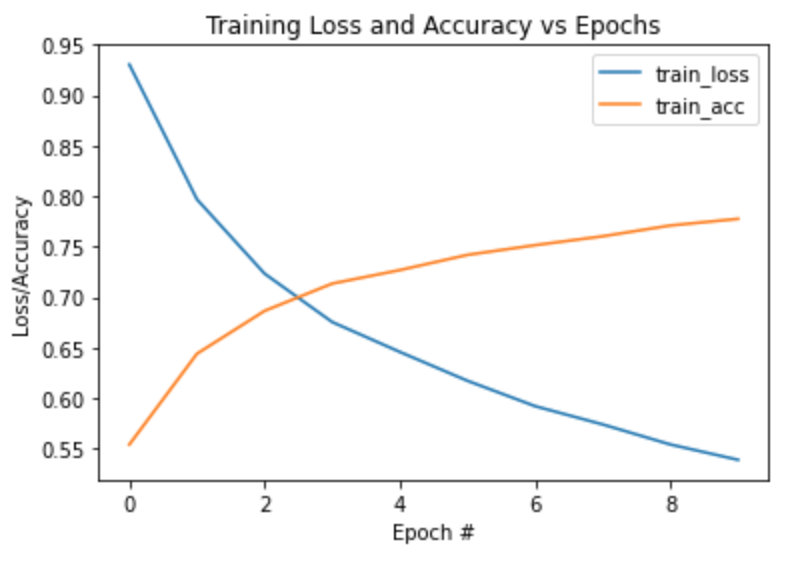 Training Loss and Accuracy vs Epochs
0.95
0.90
0.85
0.80
0.75
0.70
0.65
0.60
0.55
Loss/Accuracy
train_loss
train_acc
0 2 4 6 8
Epoch #